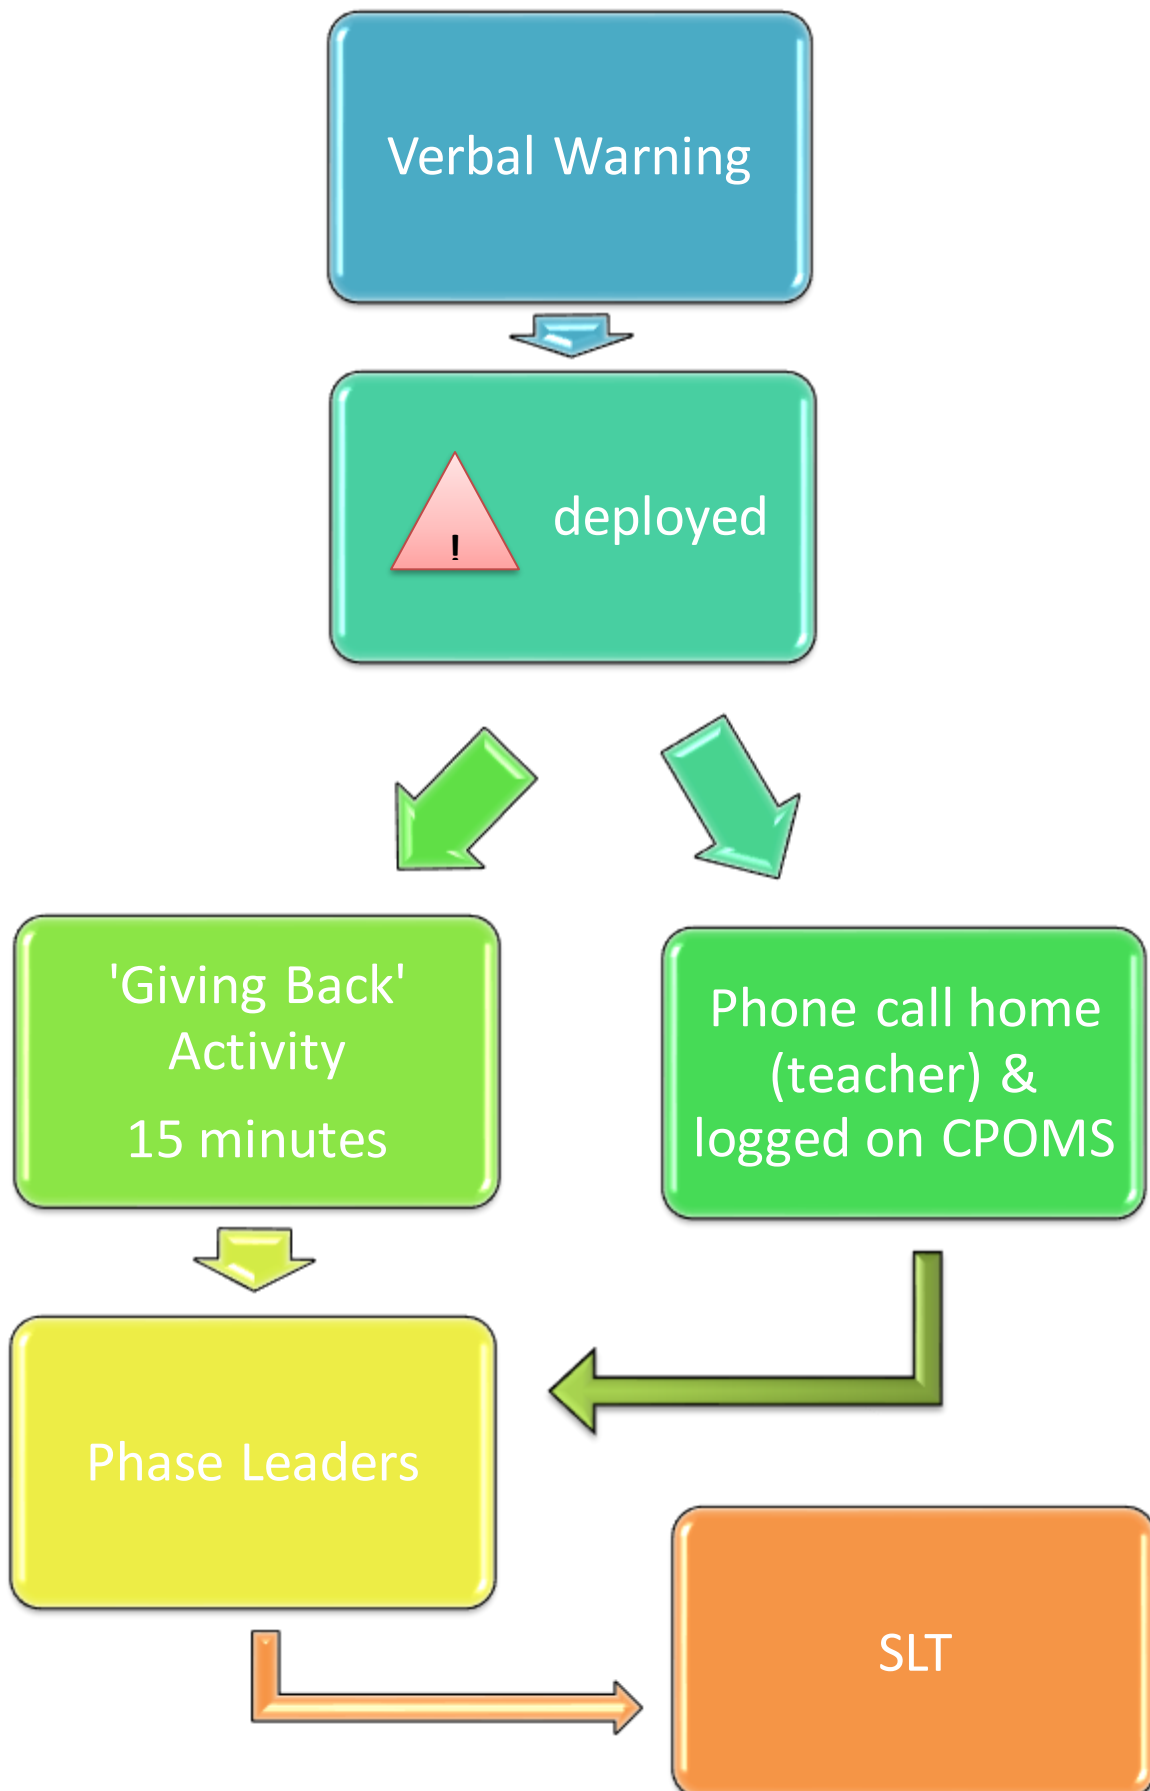 Verbal Warning
! deployed
'Giving Back'
Activity
15 minutes
Phone call home
(teacher) &
logged on CPOMS
Phase Leaders
SLT